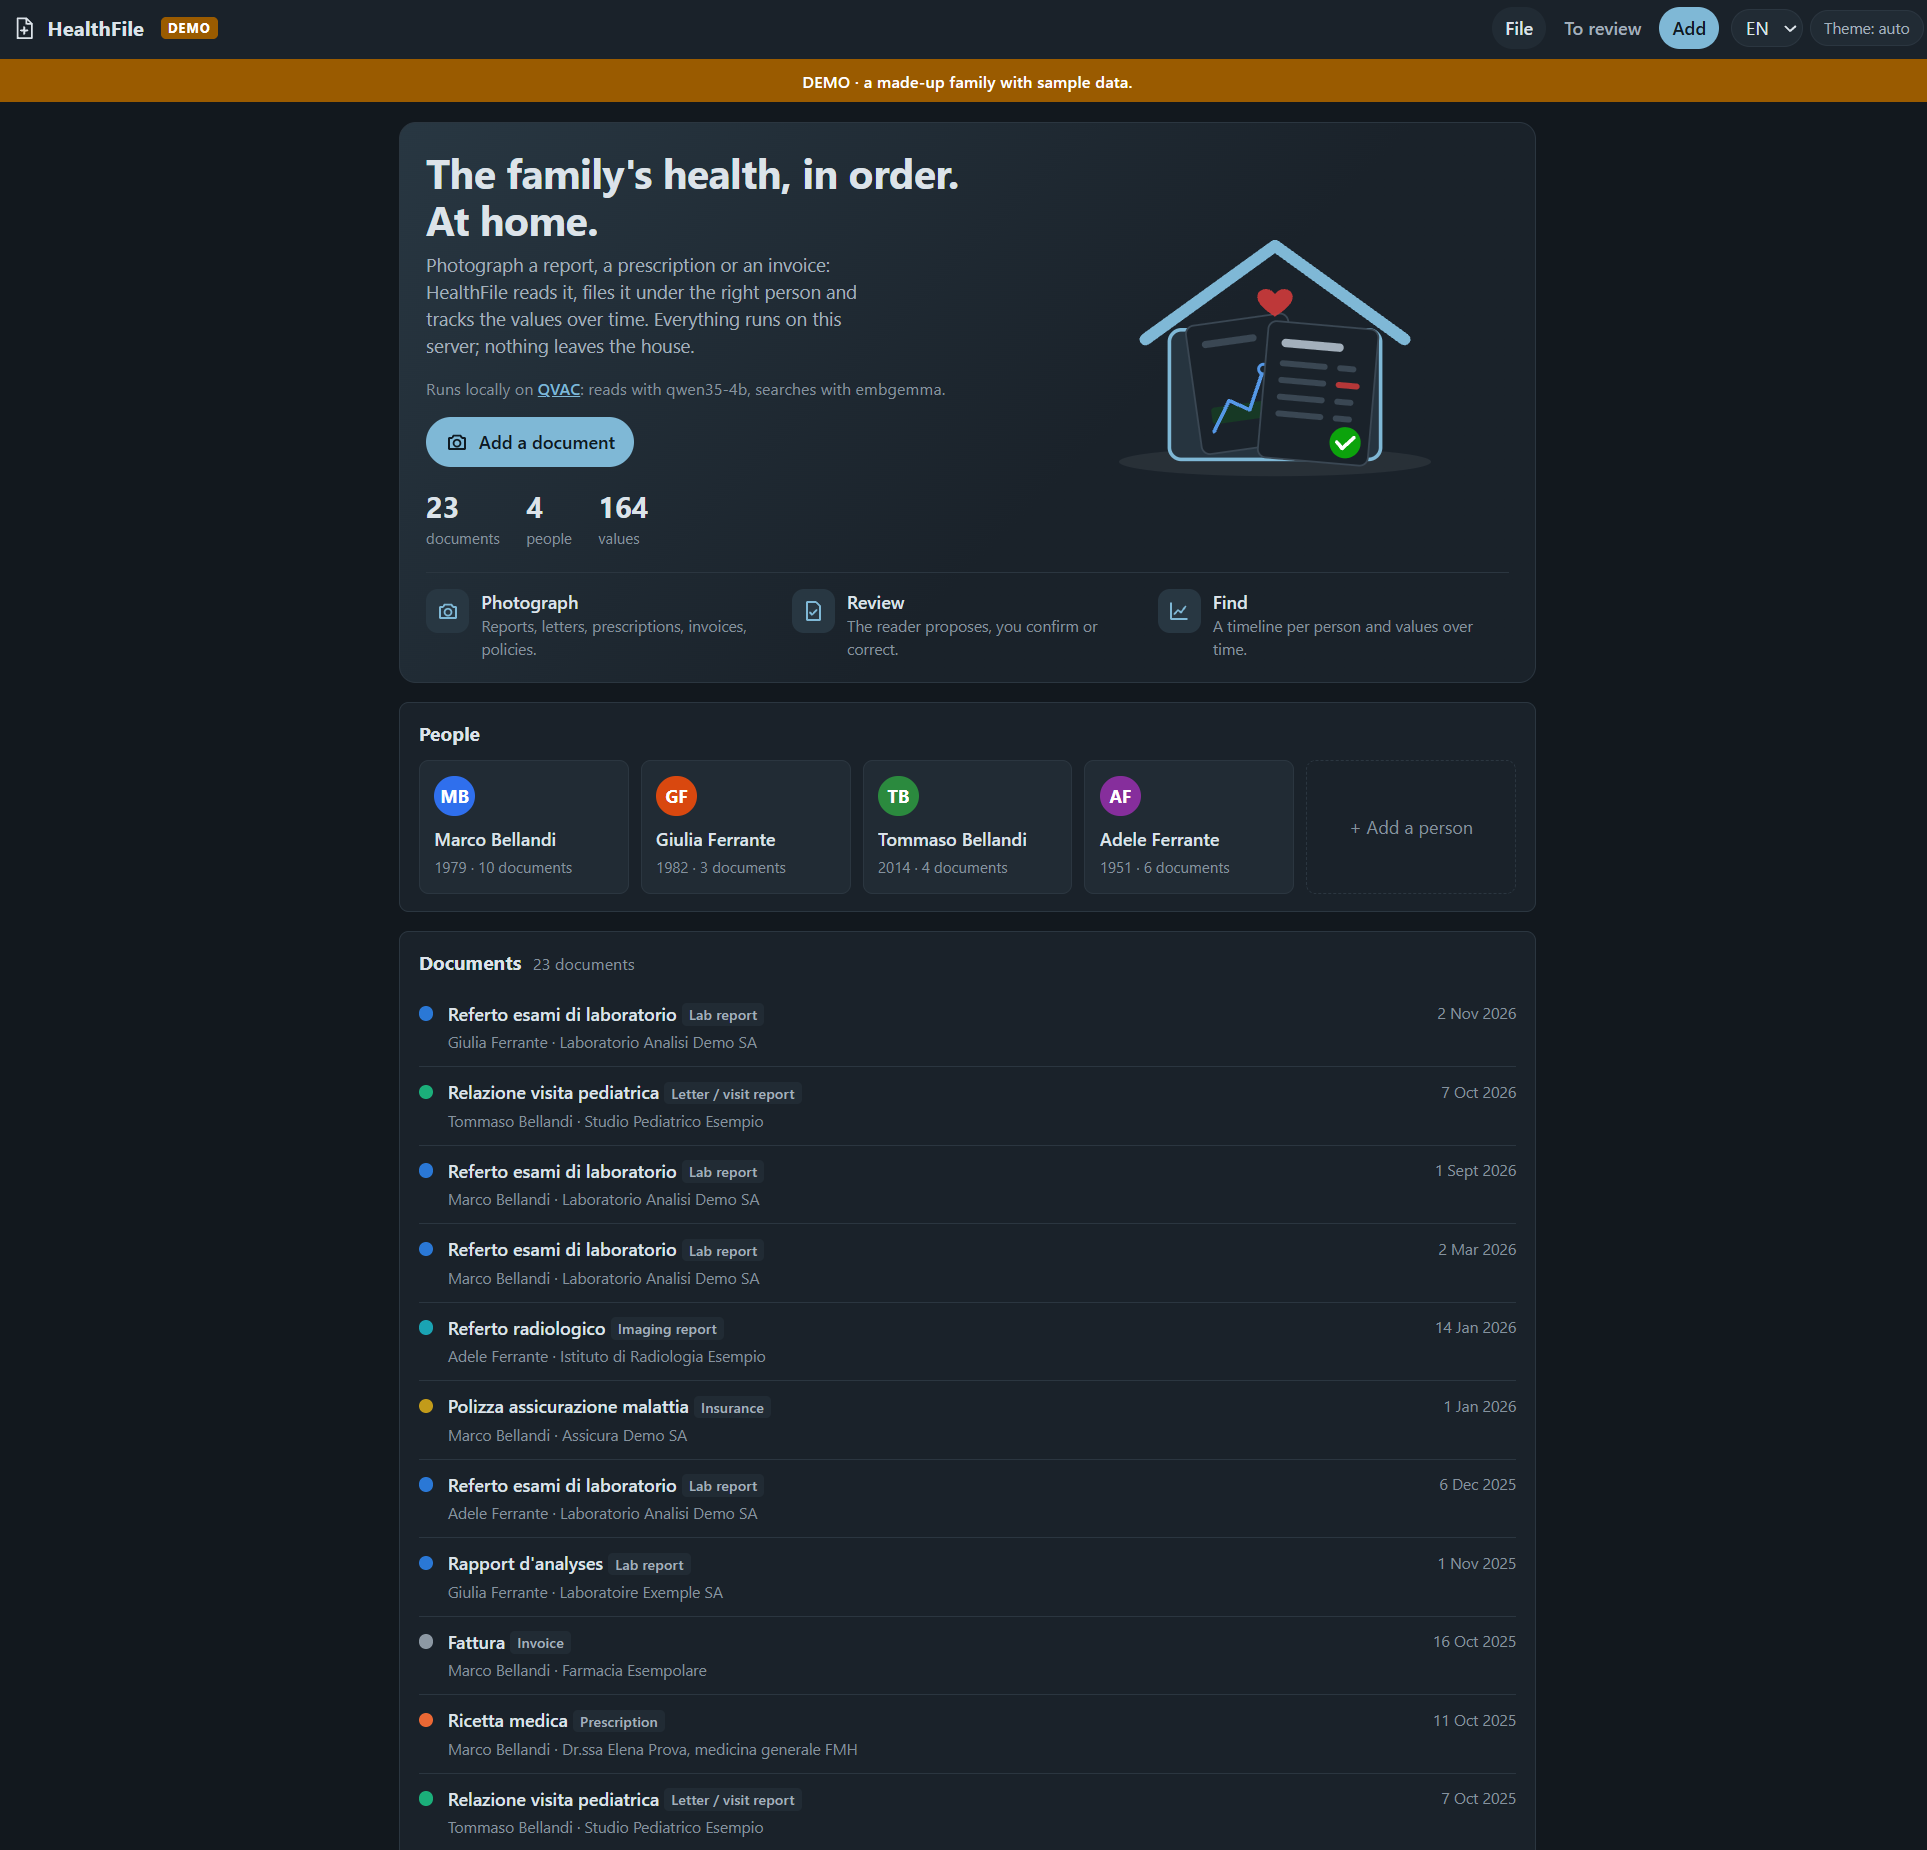 HealthFile DEMO File To review Add EN Theme: auto
DEMO · a made-up family with sample data.
The family's health, in order.
At home.
Photograph a report, a prescription or an invoice:
HealthFile reads it, files it under the right person and
tracks the values over time. Everything runs on this
server; nothing leaves the house.
Runs locally on QVAC: reads with qwen35-4b, searches with embgemma.
Add a document
23 4 164
documents people values
Photograph
Reports, letters, prescriptions, invoices,
policies.
Review
The reader proposes, you confirm or
correct.
Find
A timeline per person and values over
time.
People
MB
Marco Bellandi
1979 · 10 documents
GF
Giulia Ferrante
1982 · 3 documents
TB
Tommaso Bellandi
2014 · 4 documents
AF
Adele Ferrante
1951 · 6 documents
+ Add a person
Documents 23 documents
Referto esami di laboratorio Lab report 2 Nov 2026
Giulia Ferrante · Laboratorio Analisi Demo SA
Relazione visita pediatrica Letter / visit report 7 Oct 2026
Tommaso Bellandi · Studio Pediatrico Esempio
Referto esami di laboratorio Lab report 1 Sept 2026
Marco Bellandi · Laboratorio Analisi Demo SA
Referto esami di laboratorio Lab report 2 Mar 2026
Marco Bellandi · Laboratorio Analisi Demo SA
Referto radiologico Imaging report 14 Jan 2026
Adele Ferrante · Istituto di Radiologia Esempio
Polizza assicurazione malattia Insurance 1 Jan 2026
Marco Bellandi · Assicura Demo SA
Referto esami di laboratorio Lab report 6 Dec 2025
Adele Ferrante · Laboratorio Analisi Demo SA
Rapport d'analyses Lab report 1 Nov 2025
Giulia Ferrante · Laboratoire Exemple SA
Fattura Invoice 16 Oct 2025
Marco Bellandi · Farmacia Esempolare
Ricetta medica Prescription 11 Oct 2025
Marco Bellandi · Dr.ssa Elena Prova, medicina generale FMH
Relazione visita pediatrica Letter / visit report 7 Oct 2025
Tommaso Bellandi · Studio Pediatrico Esempio